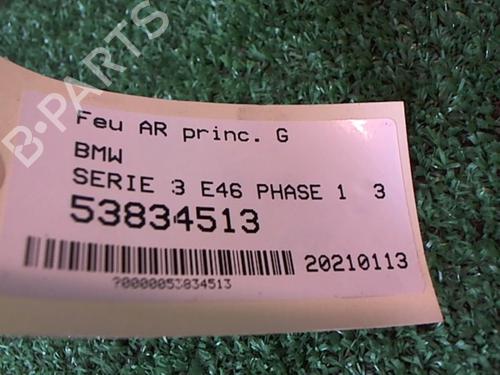 B-PARTS
Feu AR princ. G
BMW
SERIE 3 E46 PHASE 1 3
53834513
20210113
?0000053834513